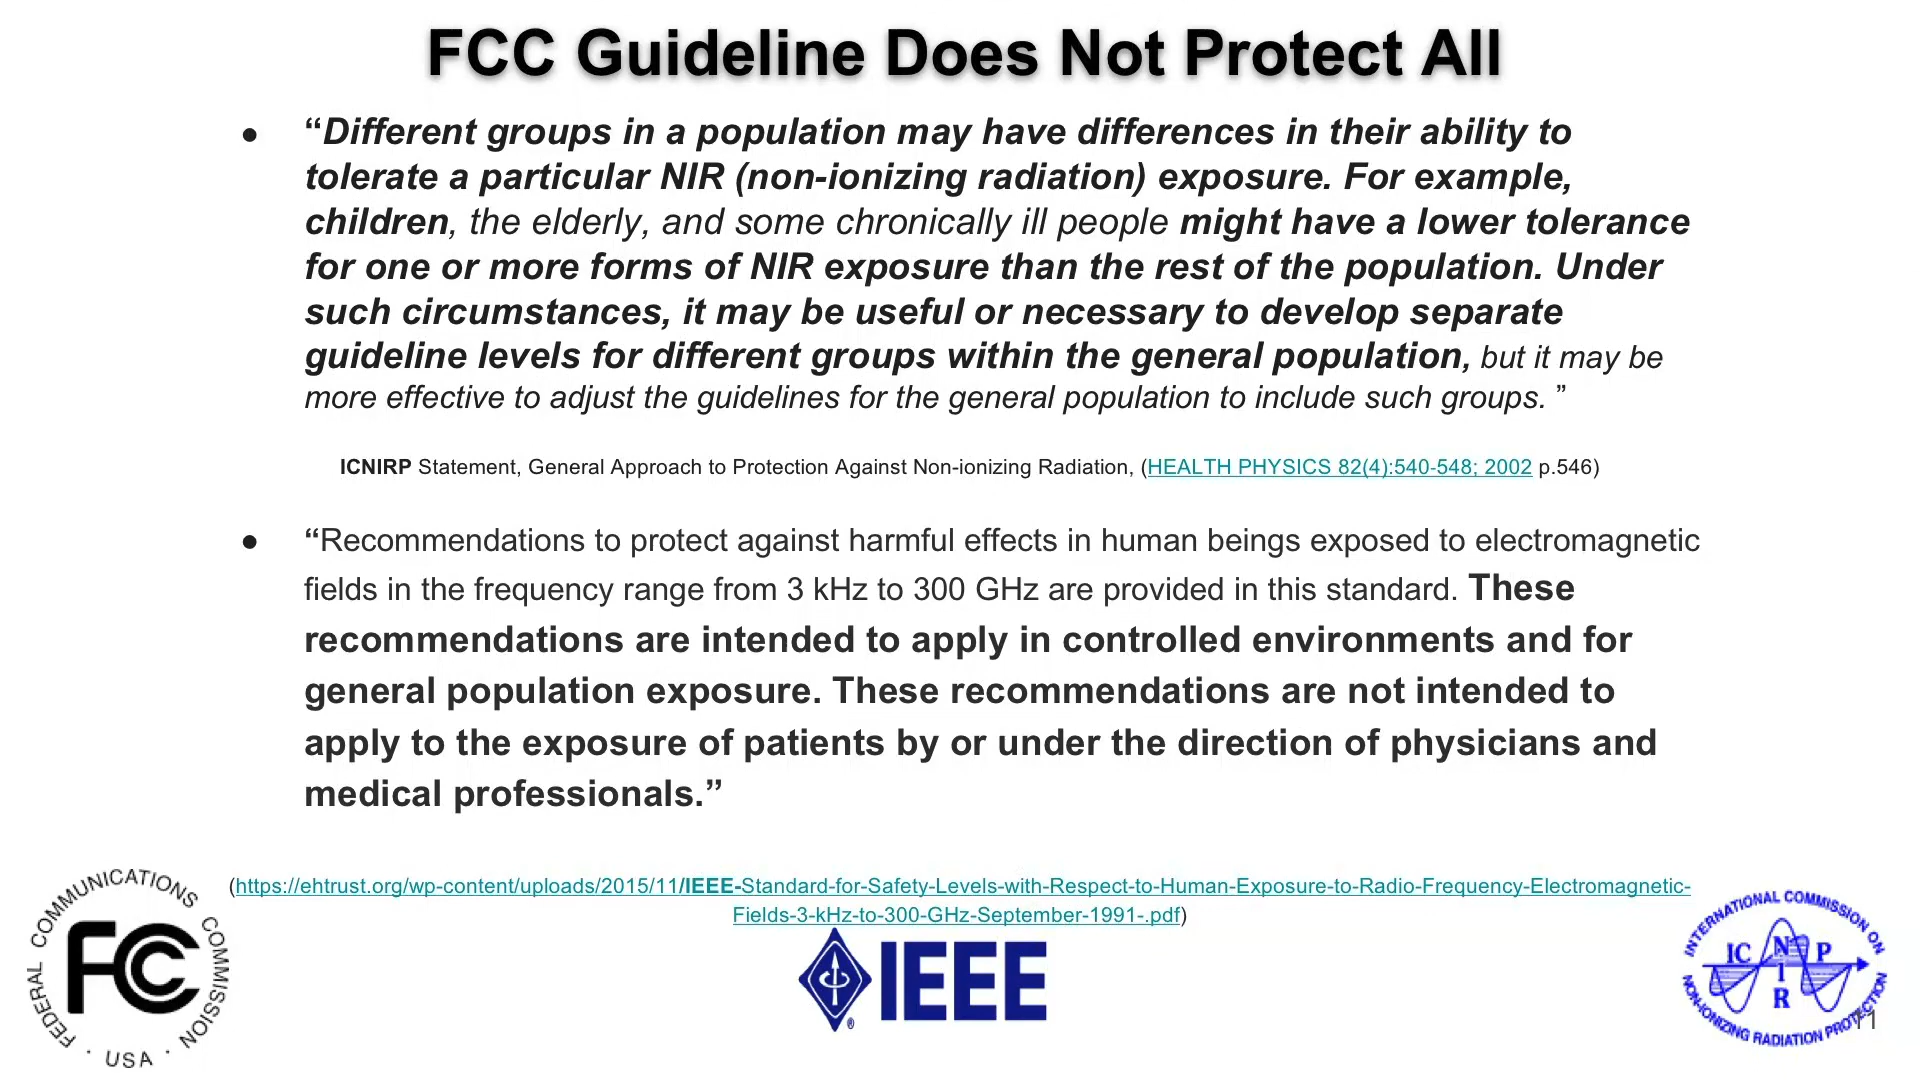 FCC Guideline Does Not Protect All
● “Different groups in a population may have differences in their ability to
tolerate a particular NIR (non-ionizing radiation) exposure. For example,
children, the elderly, and some chronically ill people might have a lower tolerance
for one or more forms of NIR exposure than the rest of the population. Under
such circumstances, it may be useful or necessary to develop separate
guideline levels for different groups within the general population, but it may be
more effective to adjust the guidelines for the general population to include such groups. ”
ICNIRP Statement, General Approach to Protection Against Non-ionizing Radiation, (HEALTH PHYSICS 82(4):540-548; 2002 p.546)
● “Recommendations to protect against harmful effects in human beings exposed to electromagnetic
fields in the frequency range from 3 kHz to 300 GHz are provided in this standard. These
recommendations are intended to apply in controlled environments and for
general population exposure. These recommendations are not intended to
apply to the exposure of patients by or under the direction of physicians and
medical professionals.”
(https://ehtrust.org/wp-content/uploads/2015/11/IEEE-Standard-for-Safety-Levels-with-Respect-to-Human-Exposure-to-Radio-Frequency-Electromagnetic-
Fields-3-kHz-to-300-GHz-September-1991-.pdf)
FEDERAL COMMUNICATIONS COMMISSION
FCC
· USA ·
IEEE
®
INTERNATIONAL COMMISSION ON
IC N P
I
R
NON-IONIZING RADIATION PROTECTION
11